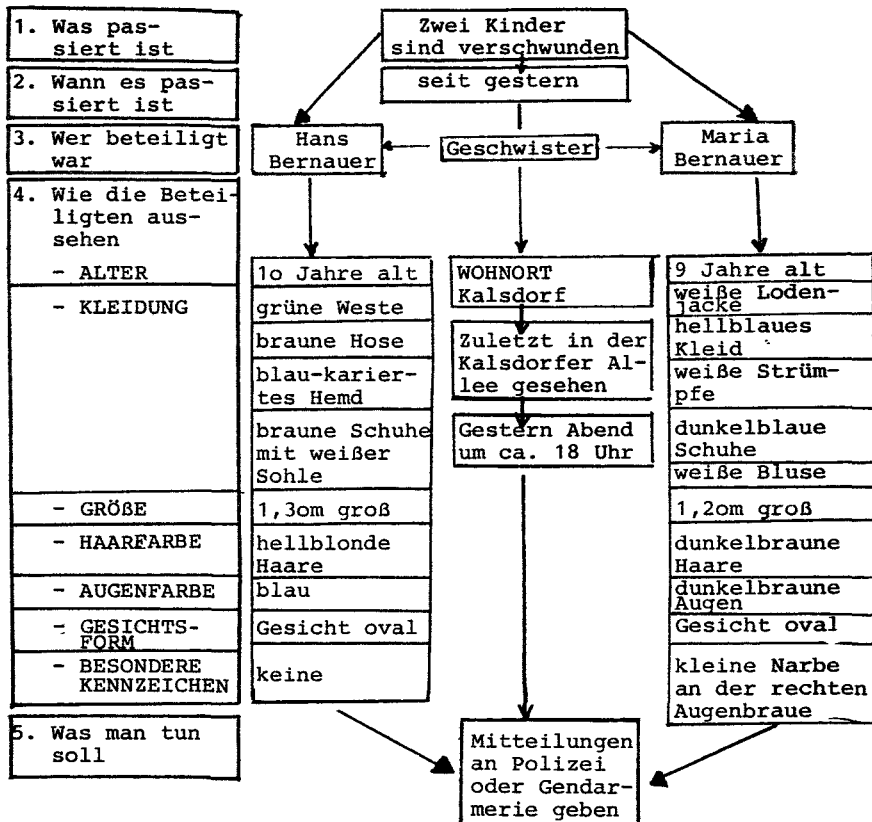 1. Was pas-
siert ist
2. Wann es pas-
siert ist
3. Wer beteiligt
war
4. Wie die Betei-
ligten aus-
sehen
- ALTER
- KLEIDUNG
- GRÖßE
- HAARFARBE
- AUGENFARBE
- GESICHTS-
FORM
- BESONDERE
KENNZEICHEN
5. Was man tun
soll
Zwei Kinder
sind verschwunden
seit gestern
Hans
Bernauer
Geschwister
Maria
Bernauer
1o Jahre alt
grüne Weste
braune Hose
blau-karier-
tes Hemd
braune Schuhe
mit weißer
Sohle
1,3om groß
hellblonde
Haare
blau
Gesicht oval
keine
WOHNORT
Kalsdorf
Zuletzt in der
Kalsdorfer Al-
lee gesehen
Gestern Abend
um ca. 18 Uhr
9 Jahre alt
weiße Loden-
jacke
hellblaues
Kleid
weiße Strüm-
pfe
dunkelblaue
Schuhe
weiße Bluse
1,2om groß
dunkelbraune
Haare
dunkelbraune
Augen
Gesicht oval
kleine Narbe
an der rechten
Augenbraue
Mitteilungen
an Polizei
oder Gendar-
merie geben